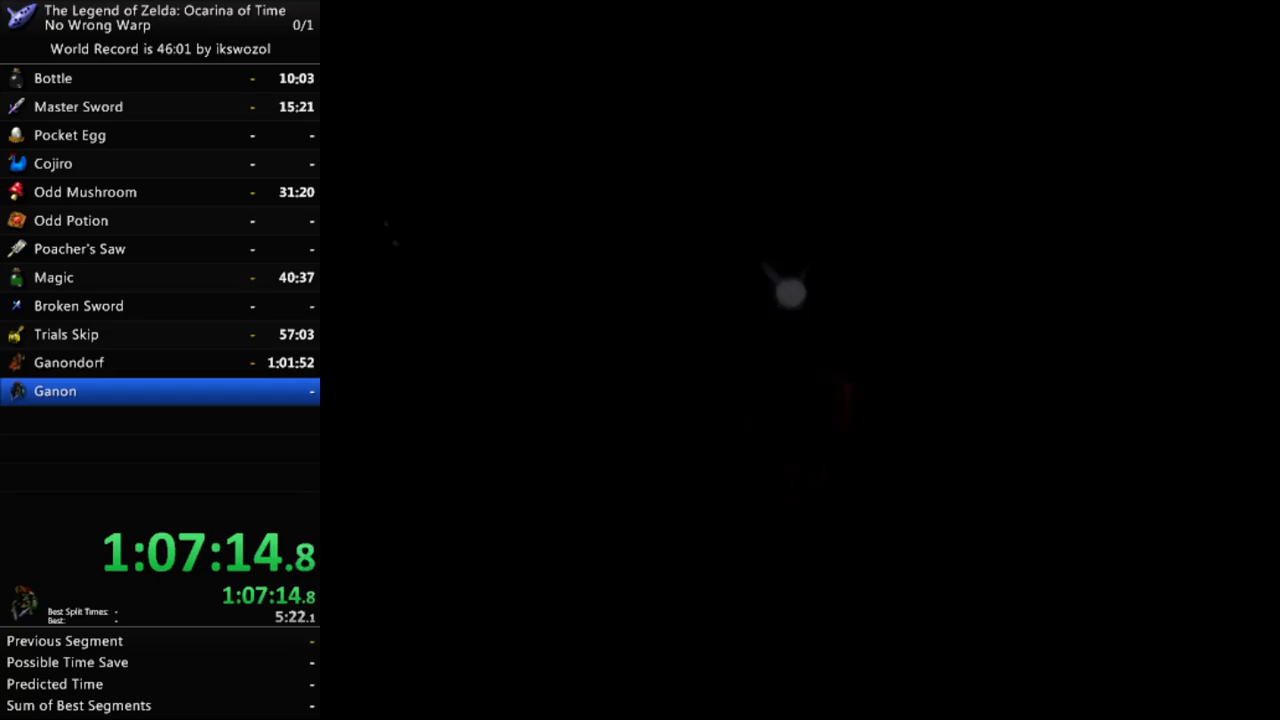 The Legend of Zelda: Ocarina of Time
No Wrong Warp 0/1
World Record is 46:01 by ikswozol
Bottle - 10:03
Master Sword - 15:21
Pocket Egg - -
Cojiro - -
Odd Mushroom - 31:20
Odd Potion - -
Poacher's Saw - -
Magic - 40:37
Broken Sword - -
Trials Skip - 57:03
Ganondorf - 1:01:52
Ganon -
1:07:14.8
1:07:14.8
Best Split Times: -
Best: -
5:22.1
Previous Segment -
Possible Time Save -
Predicted Time -
Sum of Best Segments -